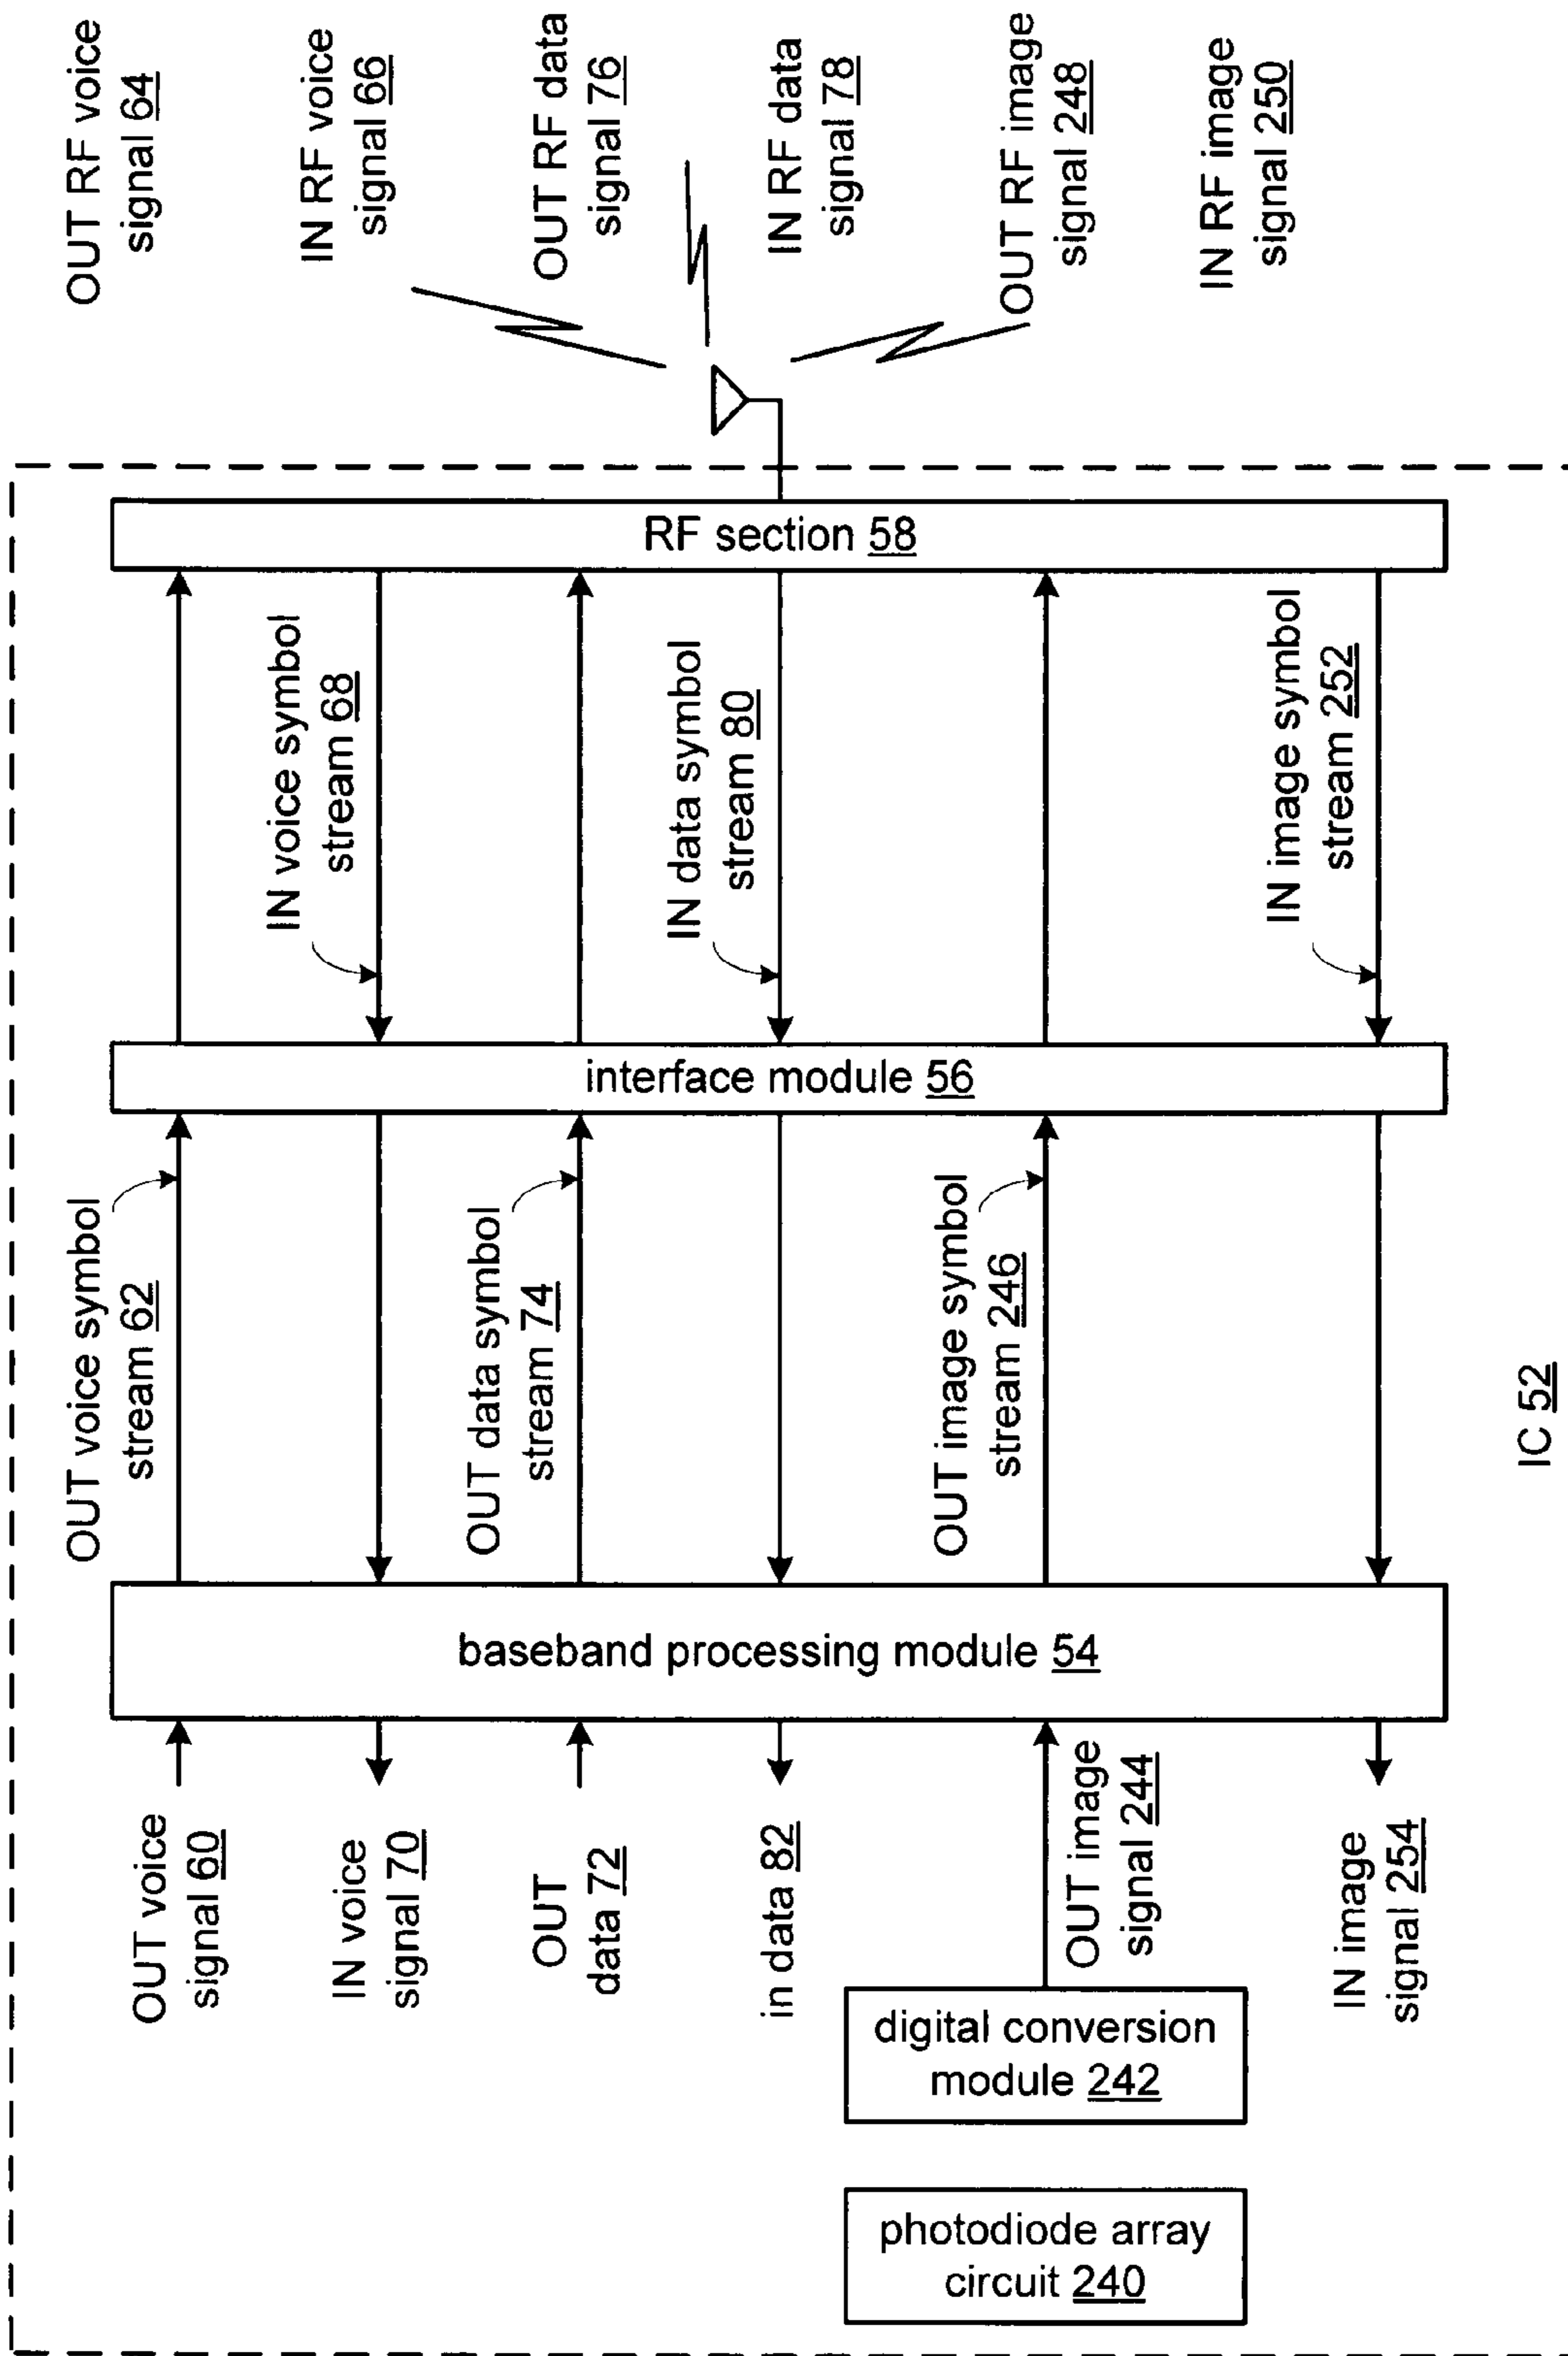 OUT RF voice
signal 64
IN RF voice
signal 66
OUT RF data
signal 76
IN RF data
signal 78
OUT RF image
signal 248
IN RF image
signal 250
RF section 58
IN voice symbol
stream 68
IN data symbol
stream 80
IN image symbol
stream 252
interface module 56
OUT voice symbol
stream 62
OUT data symbol
stream 74
OUT image symbol
stream 246
baseband processing module 54
OUT voice
signal 60
IN voice
signal 70
OUT
data 72
in data 82
OUT image
signal 244
IN image
signal 254
digital conversion
module 242
photodiode array
circuit 240
IC 52